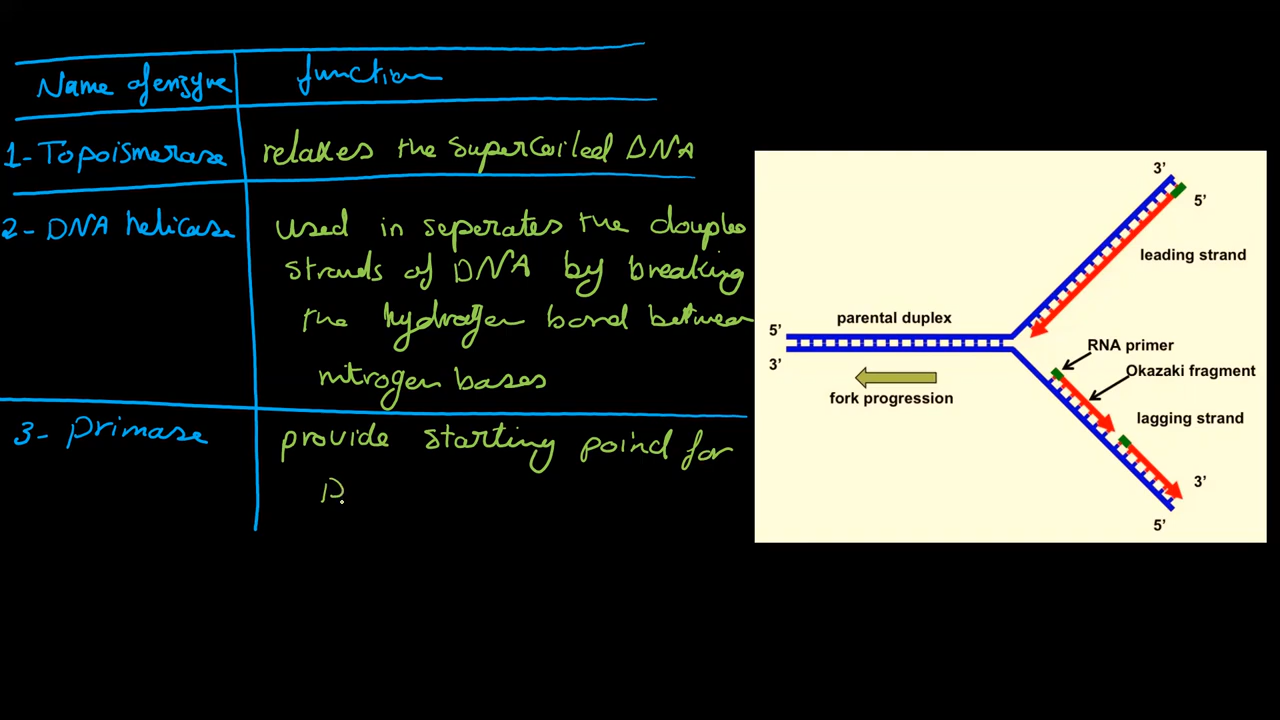 Name of enzyme function
1- Topoismerase relaxes the supercoiled DNA
2- DNA helicase used in seperates the douple
strands of DNA by breaking
the hydrogen bond between
nitrogen bases
3- primase provide starting point for
D
3’
5’
leading strand
parental duplex
5’
3’
RNA primer
Okazaki fragment
fork progression
lagging strand
3’
5’